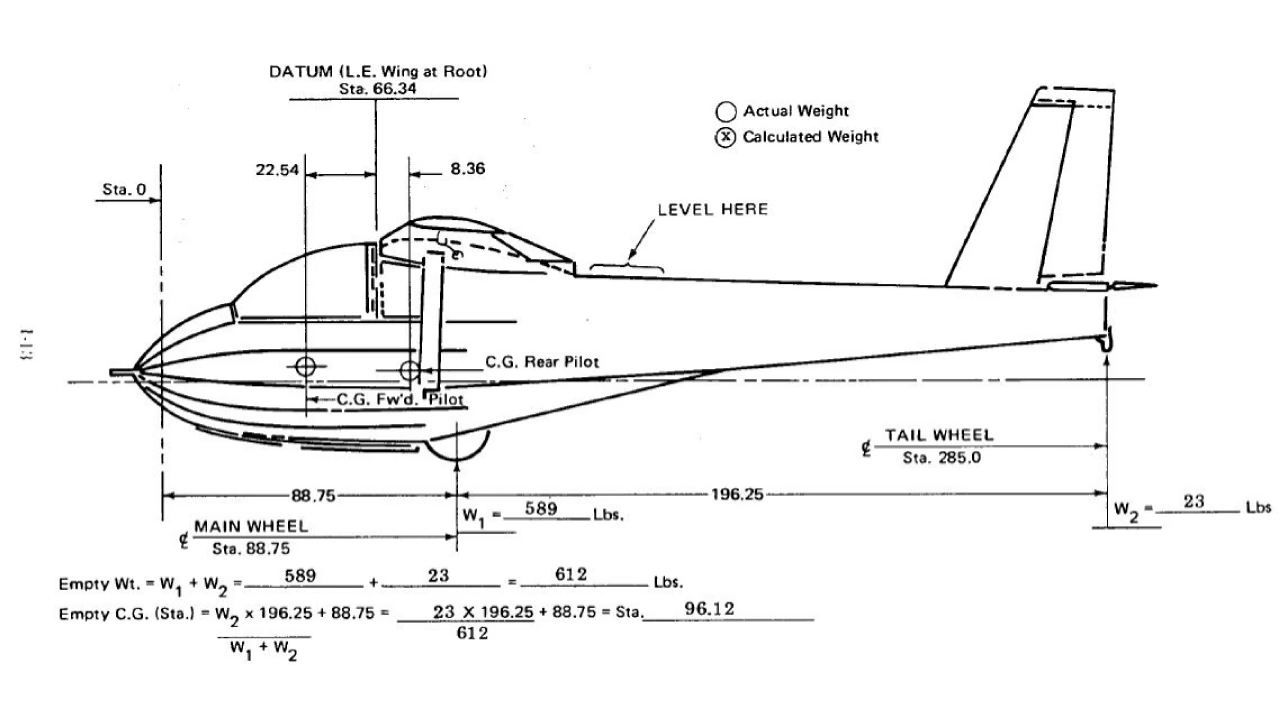 DATUM (L.E. Wing at Root)
Sta. 66.34
Actual Weight
Calculated Weight
22.54
8.36
Sta. 0
LEVEL HERE
C.G. Rear Pilot
C.G. Fw'd. Pilot
TAIL WHEEL
Sta. 285.0
88.75
196.25
W1 = 589 Lbs.
W2 = 23 Lbs
MAIN WHEEL
Sta. 88.75
Empty Wt. = W1 + W2 = 589 + 23 = 612 Lbs.
Empty C.G. (Sta.) = W2 x 196.25 + 88.75 = 23 X 196.25 + 88.75 = Sta. 96.12
W1 + W2 612